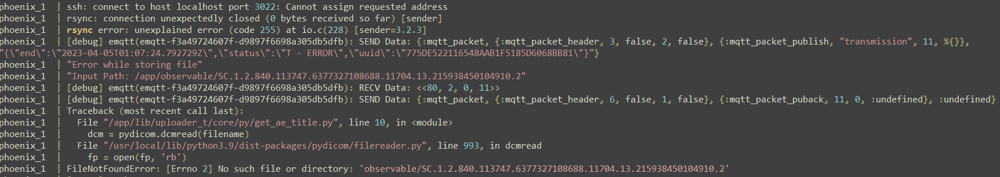 phoenix_1  | ssh: connect to host localhost port 3022: Cannot assign requested address
phoenix_1  | rsync: connection unexpectedly closed (0 bytes received so far) [sender]
phoenix_1  | rsync error: unexplained error (code 255) at io.c(228) [sender=3.2.3]
phoenix_1  | [debug] emqtt(emqtt-f3a49724607f-d9897f6698a305db5dfb): SEND Data: {:mqtt_packet, {:mqtt_packet_header, 3, false, 2, false}, {:mqtt_packet_publish, "transmission", 11, %{}},
"{\"end\":\"2023-04-05T01:07:24.792729Z\",\"status\":\"T - ERROR\",\"uuid\":\"775DE522116548AAB1F5185D6068BB81\"}"}
phoenix_1  | "Error while storing file"
phoenix_1  | "Input Path: /app/observable/SC.1.2.840.113747.6377327108688.11704.13.215938450104910.2"
phoenix_1  | [debug] emqtt(emqtt-f3a49724607f-d9897f6698a305db5dfb): RECV Data: <<80, 2, 0, 11>>
phoenix_1  | [debug] emqtt(emqtt-f3a49724607f-d9897f6698a305db5dfb): SEND Data: {:mqtt_packet, {:mqtt_packet_header, 6, false, 1, false}, {:mqtt_packet_puback, 11, 0, :undefined}, :undefined}
phoenix_1  | Traceback (most recent call last):
phoenix_1  |   File "/app/lib/uploader_t/core/py/get_ae_title.py", line 10, in <module>
phoenix_1  |     dcm = pydicom.dcmread(filename)
phoenix_1  |   File "/usr/local/lib/python3.9/dist-packages/pydicom/filereader.py", line 993, in dcmread
phoenix_1  |     fp = open(fp, 'rb')
phoenix_1  | FileNotFoundError: [Errno 2] No such file or directory: 'observable/SC.1.2.840.113747.6377327108688.11704.13.215938450104910.2'